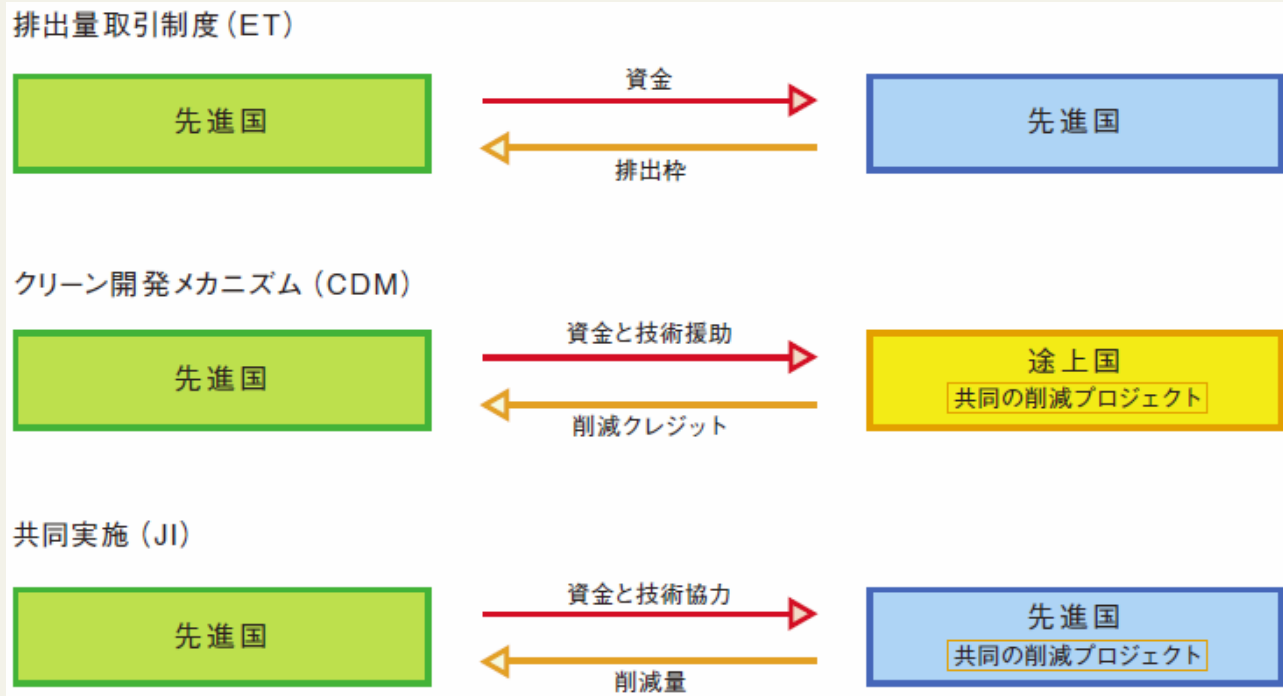 排出量取引制度（ET）
資金
先進国
先進国
排出枠
クリーン開発メカニズム（CDM）
資金と技術援助
先進国
途上国
共同の削減プロジェクト
削減クレジット
共同実施（JI）
資金と技術協力
先進国
先進国
共同の削減プロジェクト
削減量